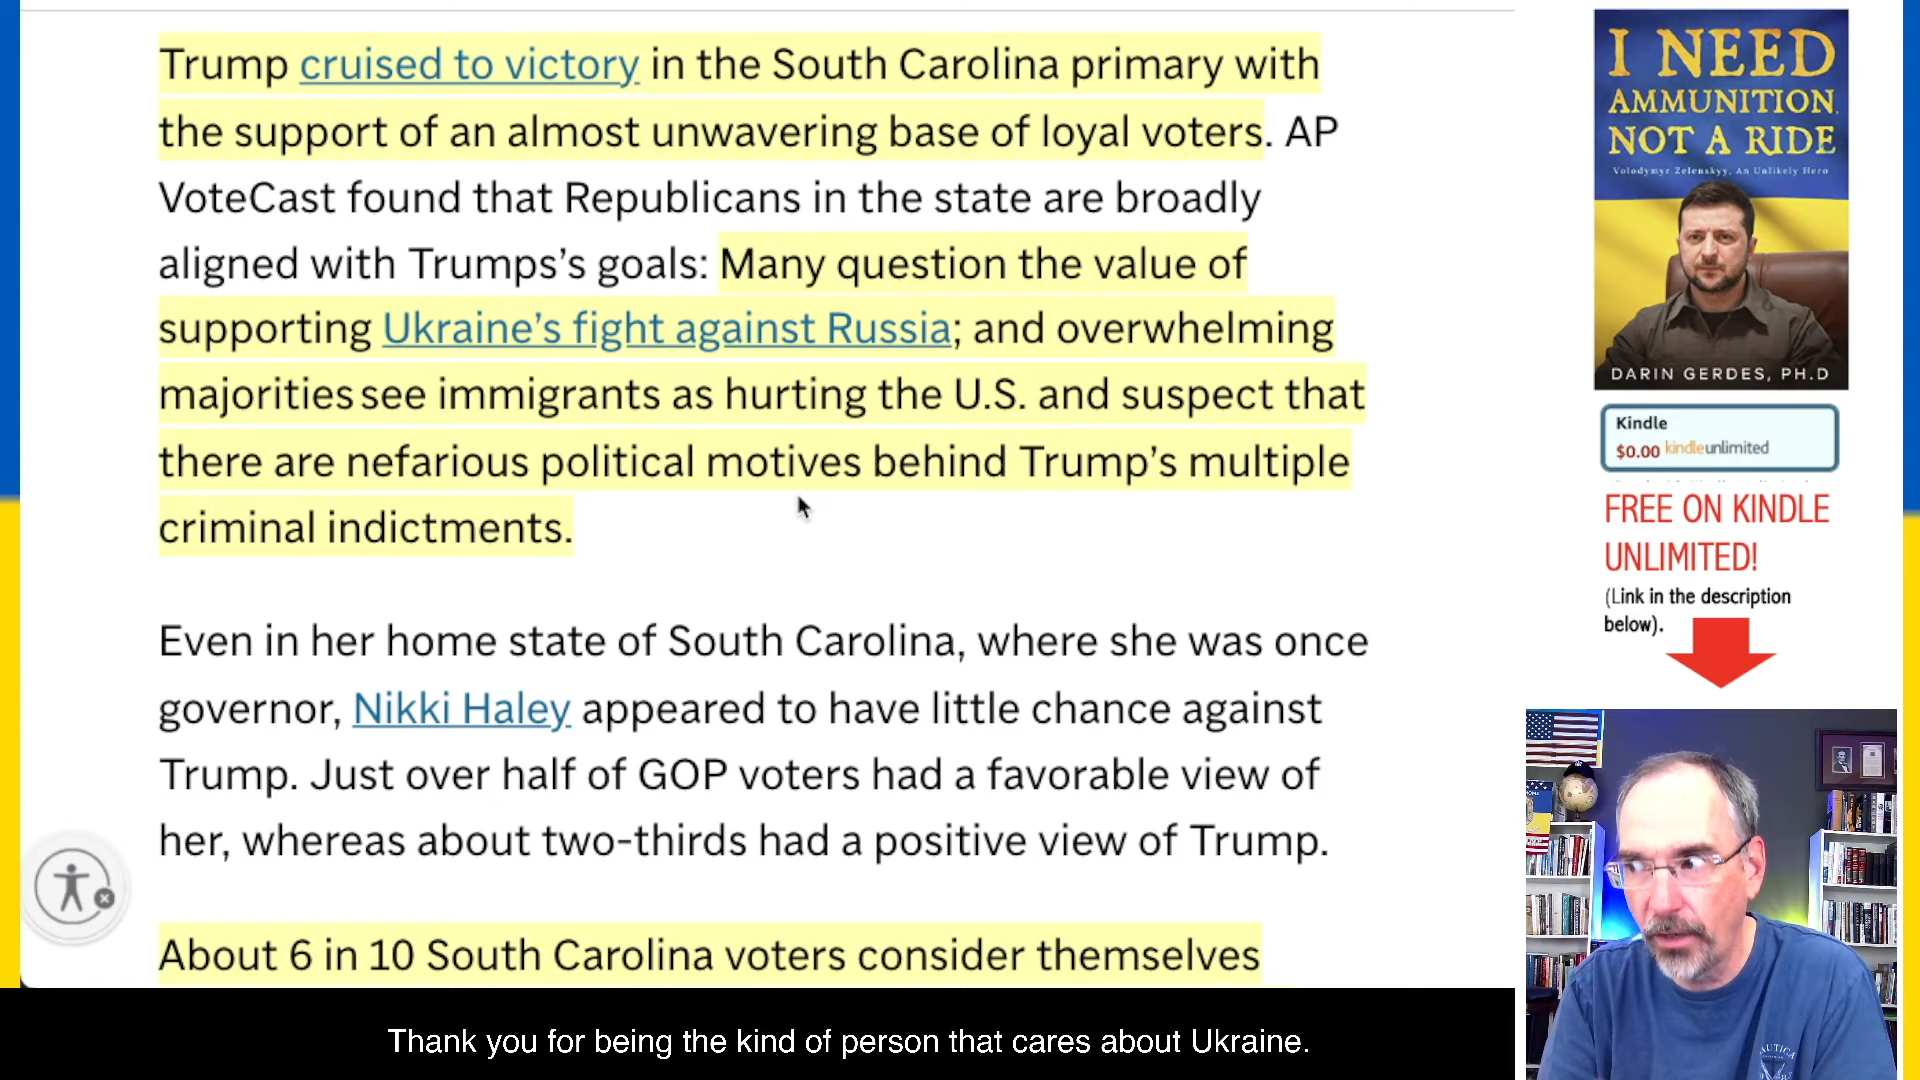 Trump cruised to victory in the South Carolina primary with
the support of an almost unwavering base of loyal voters. AP
VoteCast found that Republicans in the state are broadly
aligned with Trumps’s goals: Many question the value of
supporting Ukraine’s fight against Russia; and overwhelming
majorities see immigrants as hurting the U.S. and suspect that
there are nefarious political motives behind Trump’s multiple
criminal indictments.
Even in her home state of South Carolina, where she was once
governor, Nikki Haley appeared to have little chance against
Trump. Just over half of GOP voters had a favorable view of
her, whereas about two-thirds had a positive view of Trump.
About 6 in 10 South Carolina voters consider themselves
Thank you for being the kind of person that cares about Ukraine.
I NEED
AMMUNITION,
NOT A RIDE
Volodymyr Zelenskyy, An Unlikely Hero
DARIN GERDES, PH.D
Kindle
$0.00 kindleunlimited
FREE ON KINDLE
UNLIMITED!
(Link in the description
below).
NAUTICA